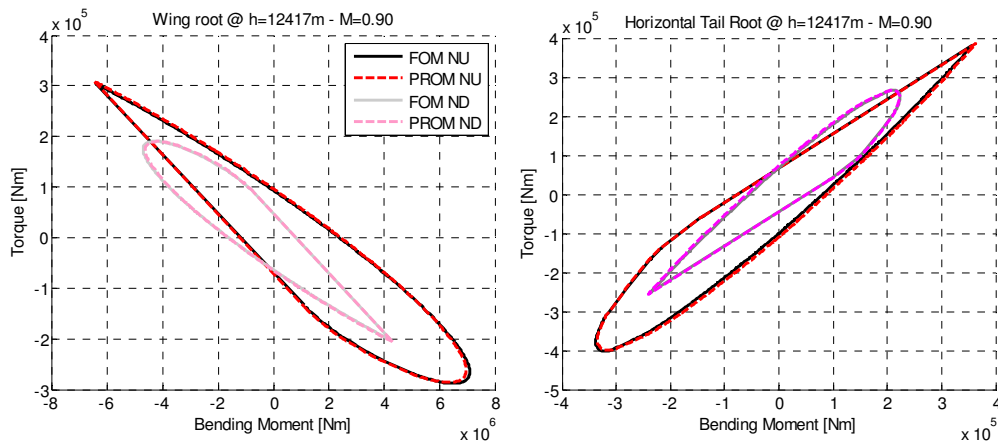 Wing root @ h=12417m - M=0.90
x 10^5
4
3
2
1
0
-1
-2
-3
Torque [Nm]
-8
-6
-4
-2
0
2
4
6
8
Bending Moment [Nm]
x 10^6
FOM NU
PROM NU
FOM ND
PROM ND
Horizontal Tail Root @ h=12417m - M=0.90
x 10^5
4
3
2
1
0
-1
-2
-3
-4
-5
Torque [Nm]
-4
-3
-2
-1
0
1
2
3
4
Bending Moment [Nm]
x 10^5